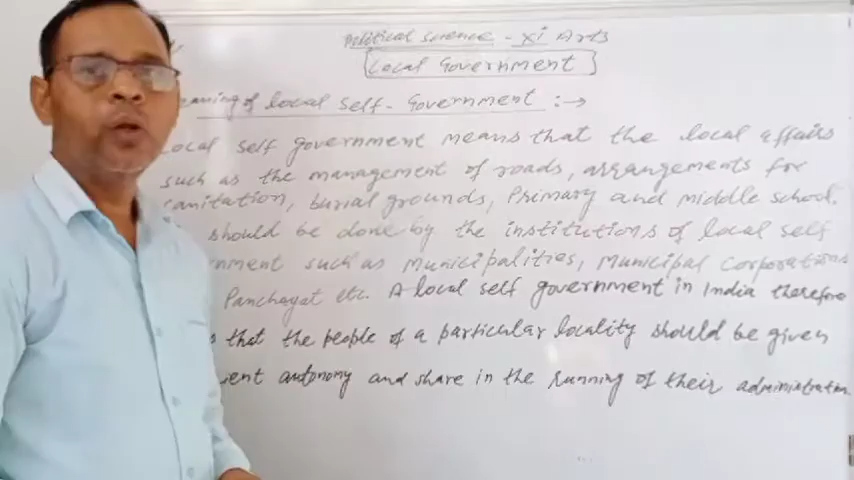 Political Science - XI Arts
Local Government
of Local Self-Government :→
Local self government means that the local affairs
such as the management of roads, arrangements for
sanitation, burial grounds, Primary and middle school.
should be done by the institutions of local self
such as Municipalities, Municipal Corporations
Panchayat etc. A local self government in India therefore
that the people of a particular locality should be given
autonomy and share in the running of their administration